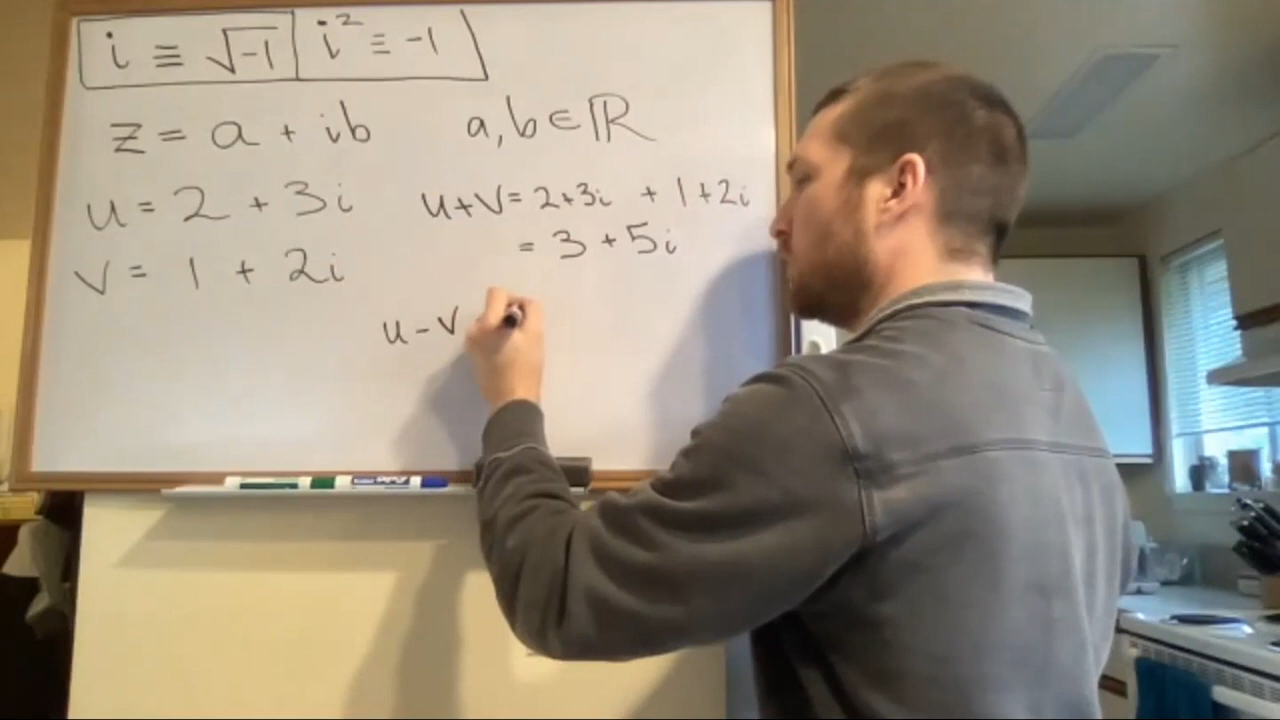 i ≡ √-1 i² ≡ -1
z = a + ib a, b ∈ ℝ
u = 2 + 3i u+v = 2+3i + 1+2i
= 3 + 5i
v = 1 + 2i
u - v